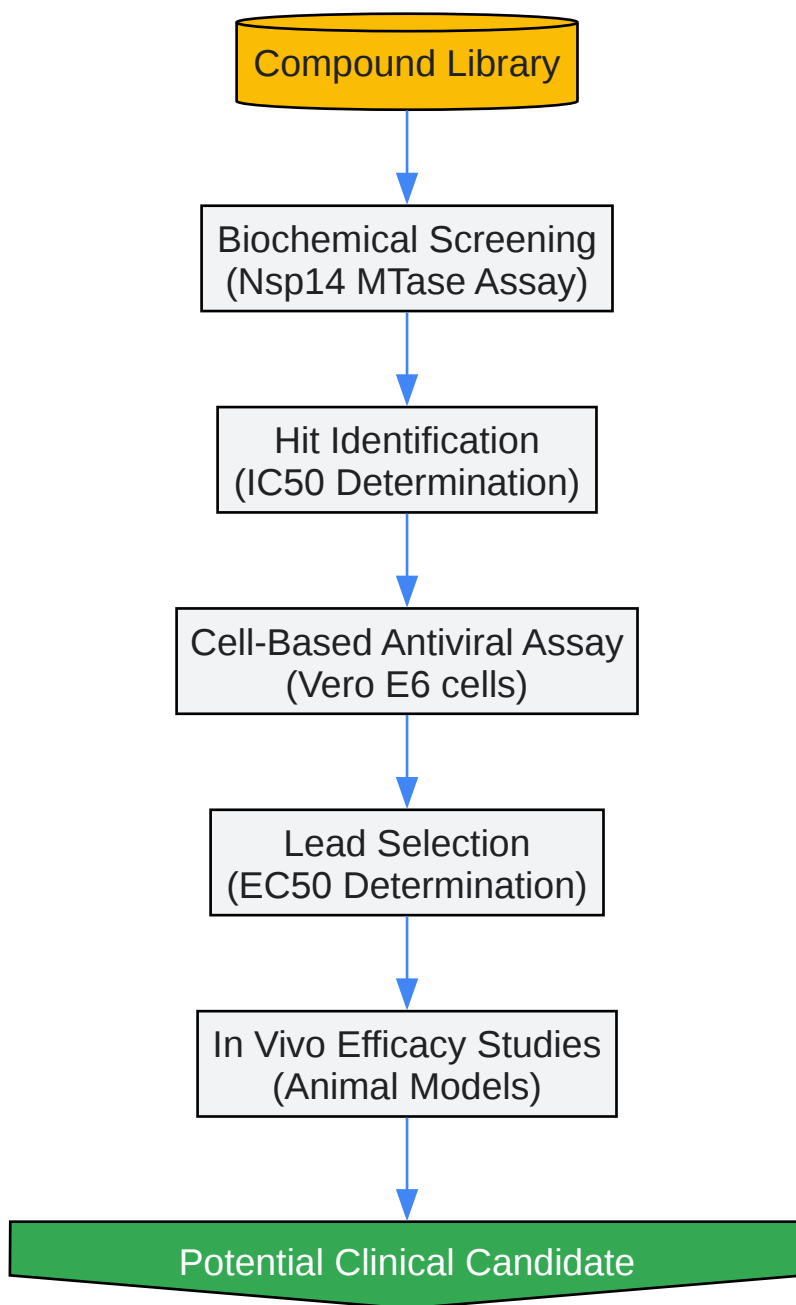 Compound Library
Biochemical Screening
(Nsp14 MTase Assay)
Hit Identification
(IC50 Determination)
Cell-Based Antiviral Assay
(Vero E6 cells)
Lead Selection
(EC50 Determination)
In Vivo Efficacy Studies
(Animal Models)
Potential Clinical Candidate